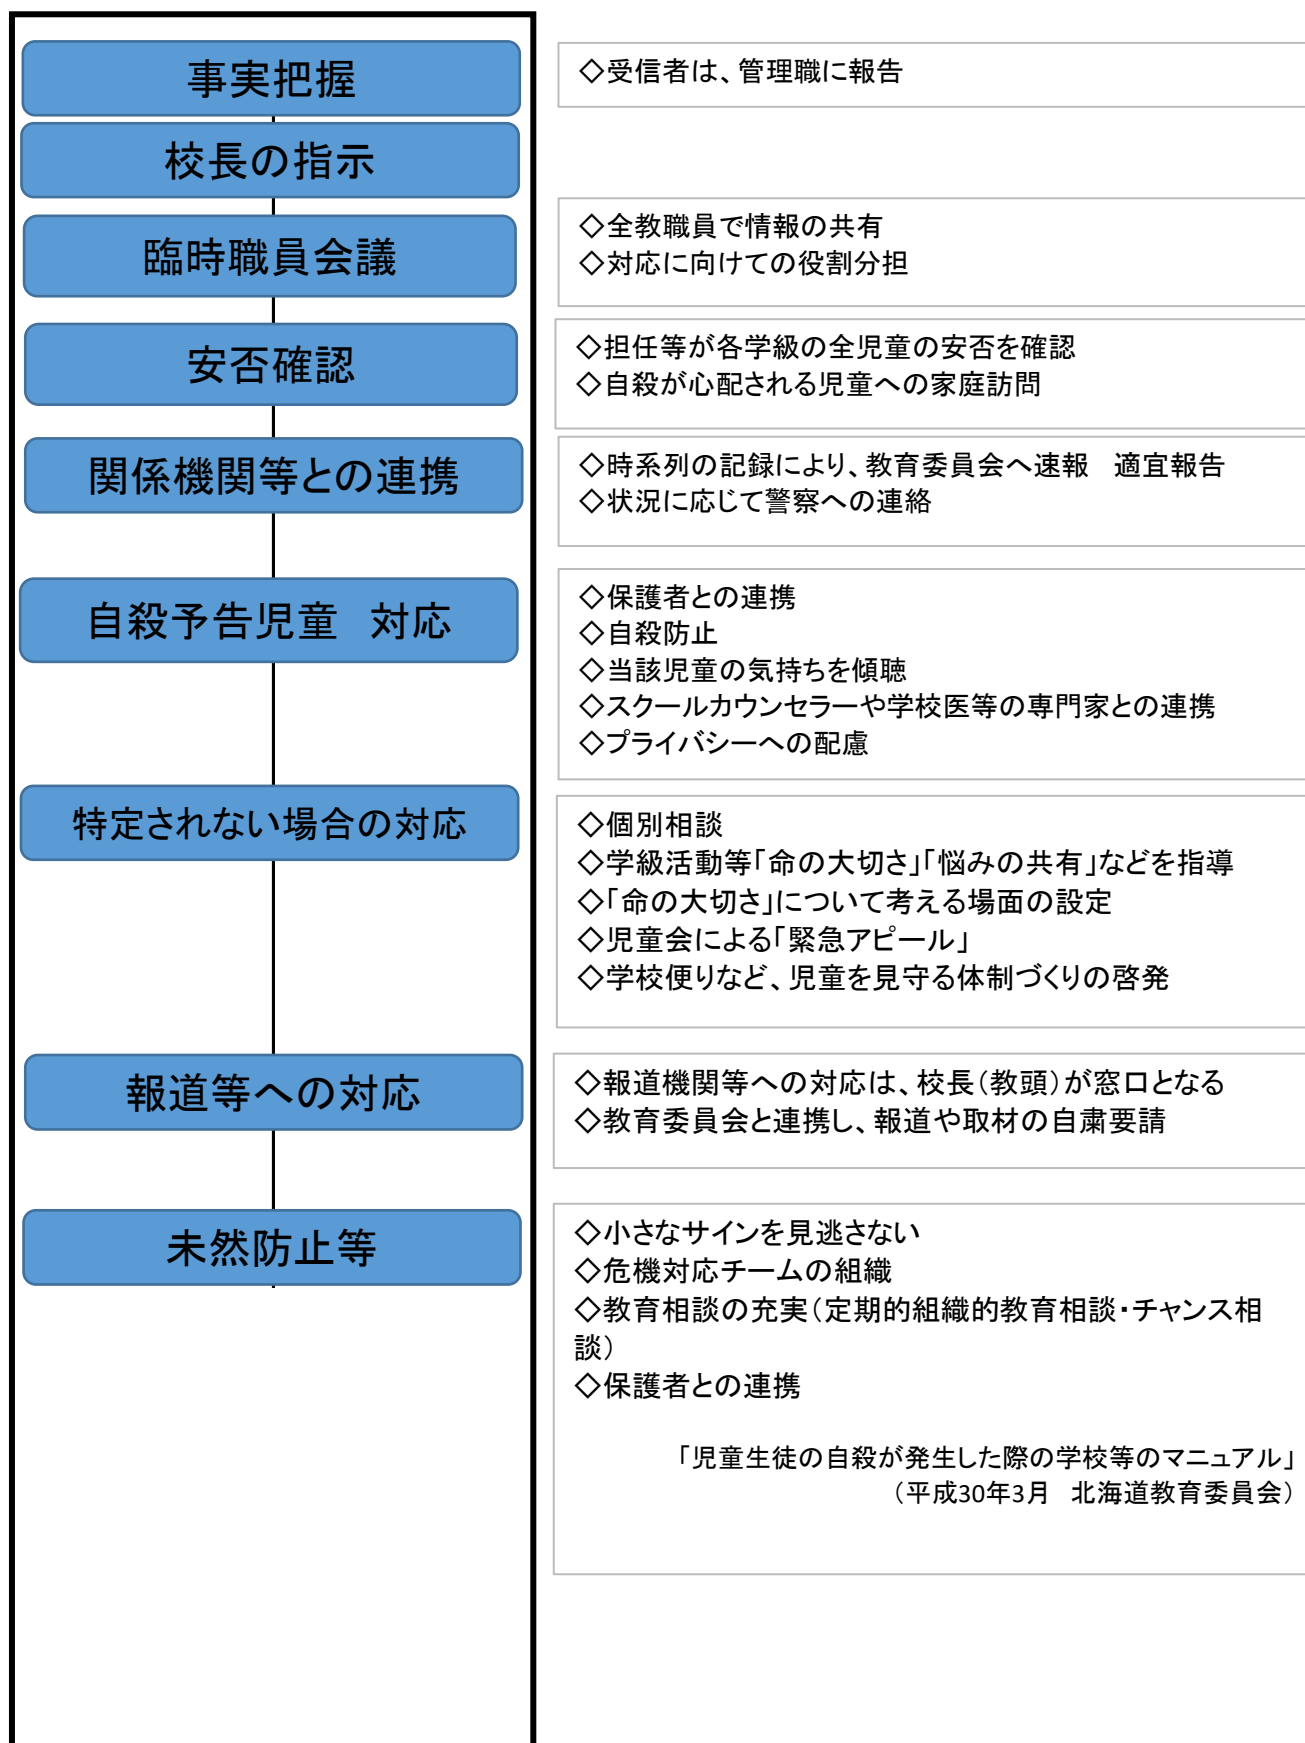 事実把握
◇受信者は、管理職に報告
校長の指示
臨時職員会議
◇全教職員で情報の共有
◇対応に向けての役割分担
安否確認
◇担任等が各学級の全児童の安否を確認
◇自殺が心配される児童への家庭訪問
関係機関等との連携
◇時系列の記録により、教育委員会へ速報　適宜報告
◇状況に応じて警察への連絡
自殺予告児童　対応
◇保護者との連携
◇自殺防止
◇当該児童の気持ちを傾聴
◇スクールカウンセラーや学校医等の専門家との連携
◇プライバシーへの配慮
特定されない場合の対応
◇個別相談
◇学級活動等「命の大切さ」「悩みの共有」などを指導
◇「命の大切さ」について考える場面の設定
◇児童会による「緊急アピール」
◇学校便りなど、児童を見守る体制づくりの啓発
報道等への対応
◇報道機関等への対応は、校長（教頭）が窓口となる
◇教育委員会と連携し、報道や取材の自粛要請
未然防止等
◇小さなサインを見逃さない
◇危機対応チームの組織
◇教育相談の充実（定期的組織的教育相談・チャンス相
談）
◇保護者との連携
「児童生徒の自殺が発生した際の学校等のマニュアル」
（平成30年3月　北海道教育委員会）